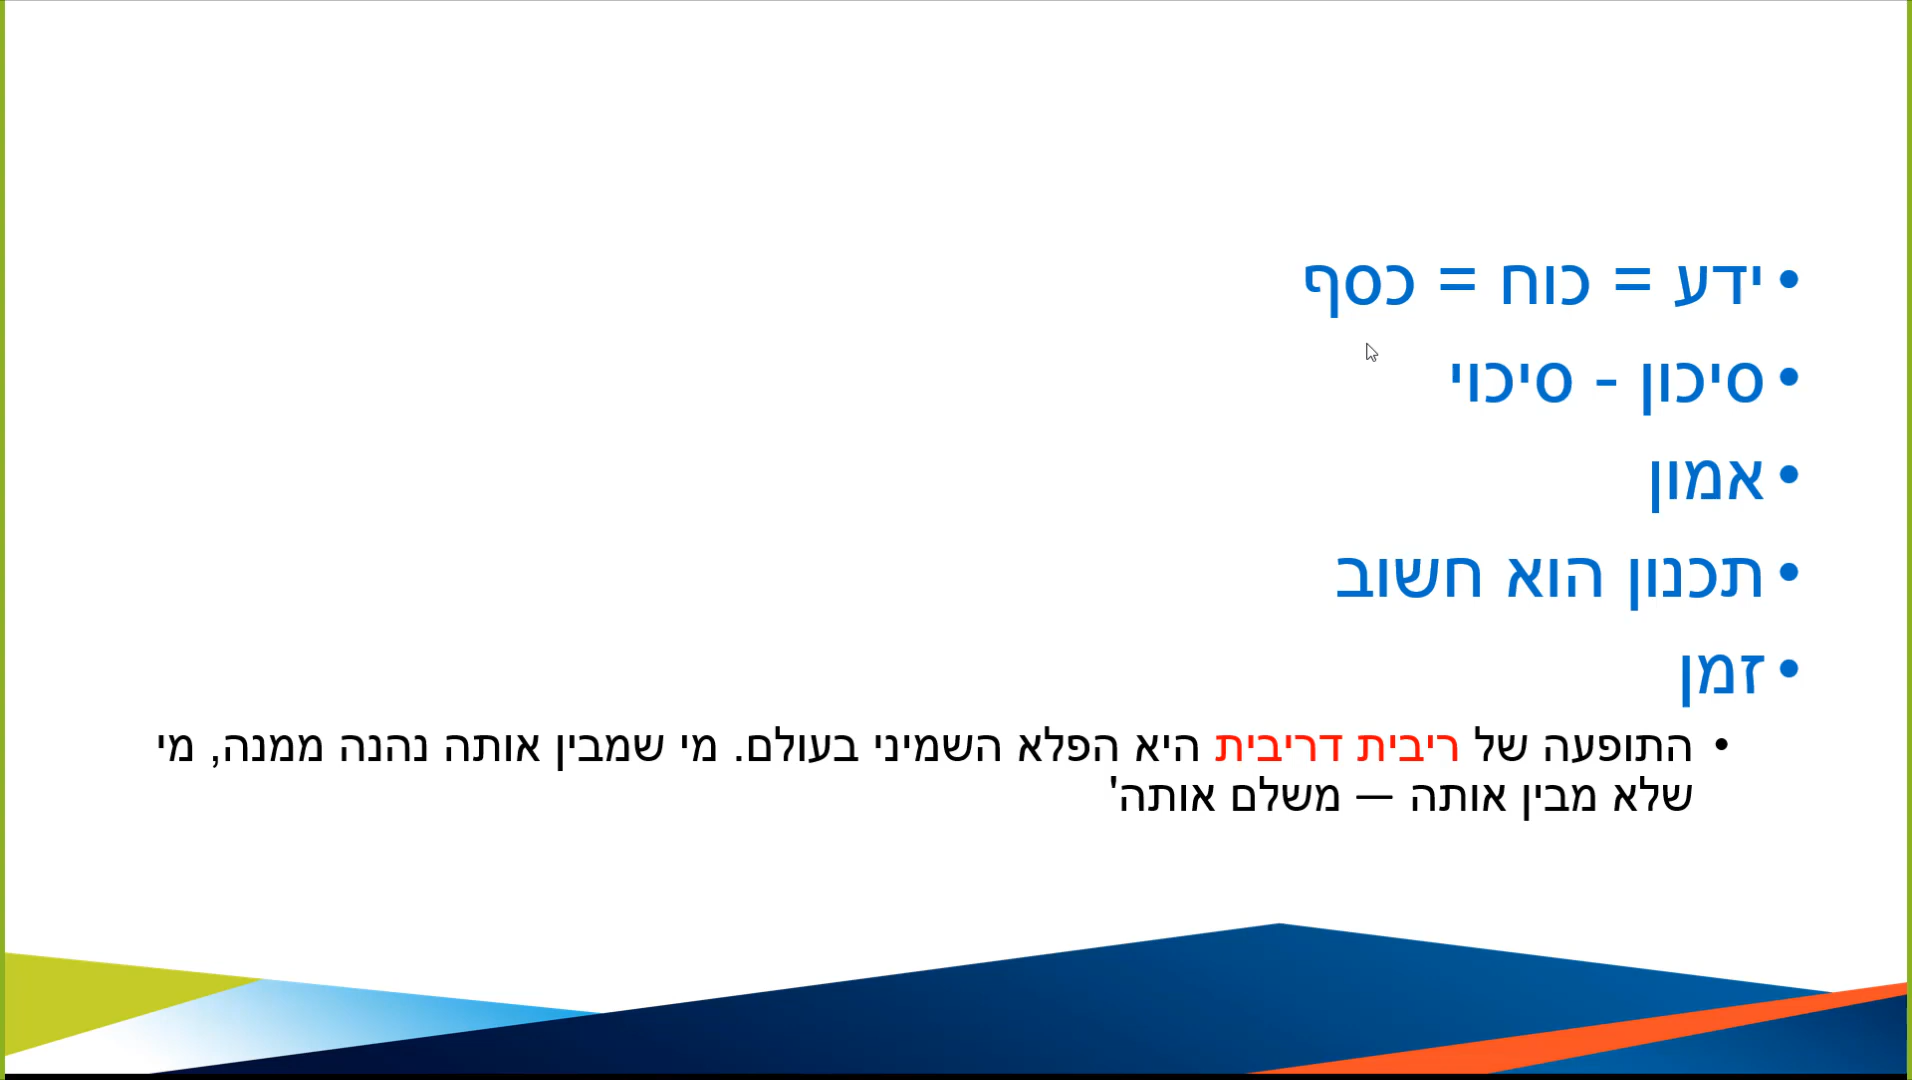 • ידע = כוח = כסף
• סיכון - סיכוי
• אמון
• תכנון הוא חשוב
• זמן
• התופעה של ריבית דריבית היא הפלא השמיני בעולם. מי שמבין אותה נהנה ממנה, מי
שלא מבין אותה — משלם אותה'